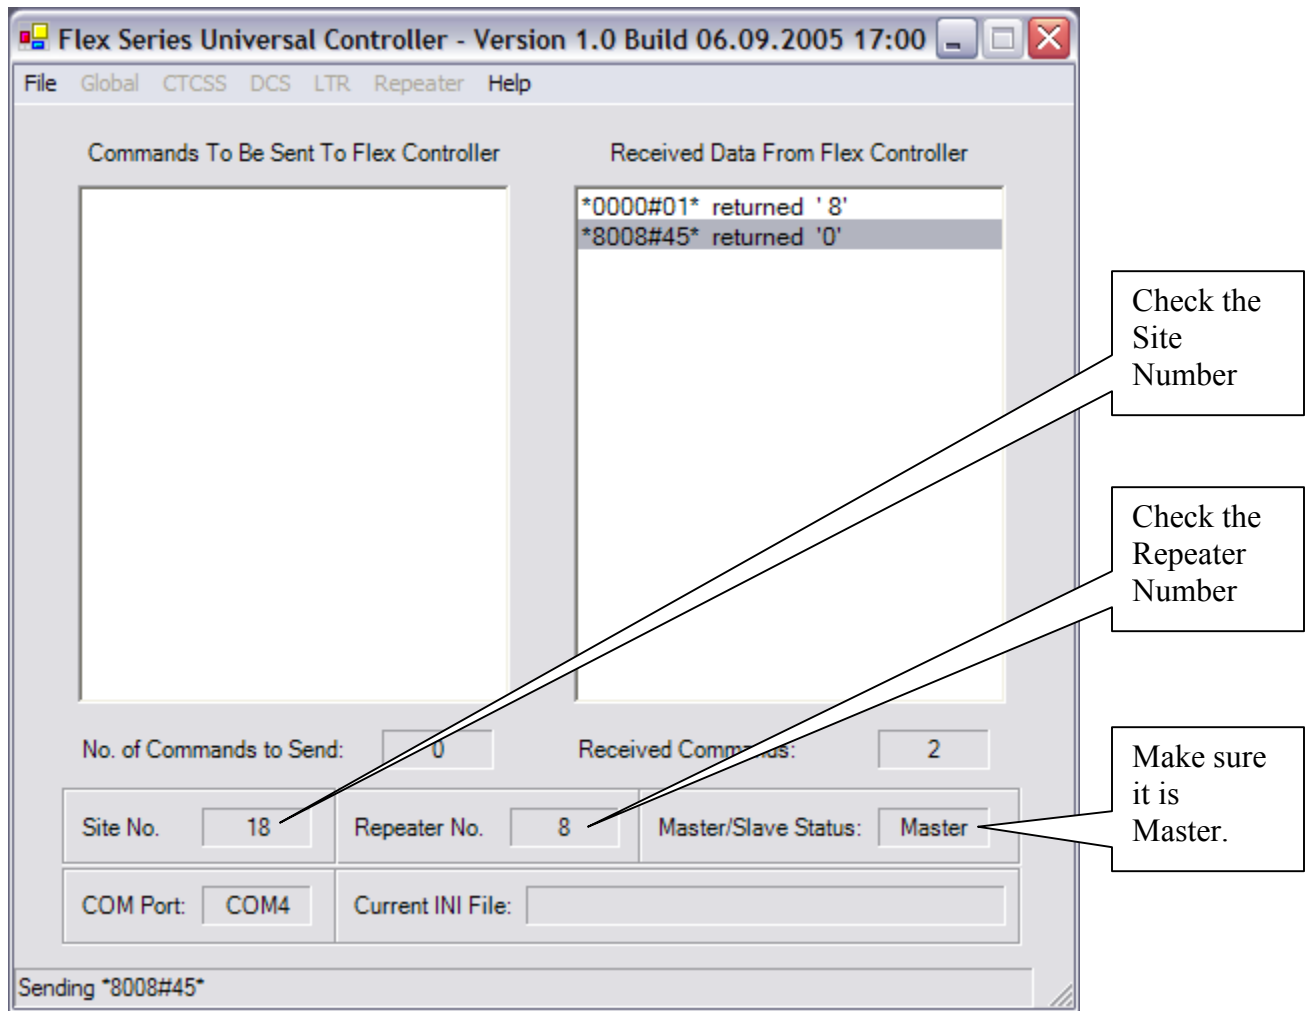 Flex Series Universal Controller - Version 1.0 Build 06.09.2005 17:00
File Global CTCSS DCS LTR Repeater Help
Commands To Be Sent To Flex Controller
Received Data From Flex Controller
*0000#01* returned ' 8'
*8008#45* returned '0'
Check the
Site
Number
Check the
Repeater
Number
No. of Commands to Send: 0
Received Commands: 2
Make sure
it is
Master.
Site No. 18
Repeater No. 8
Master/Slave Status: Master
COM Port: COM4
Current INI File:
Sending *8008#45*